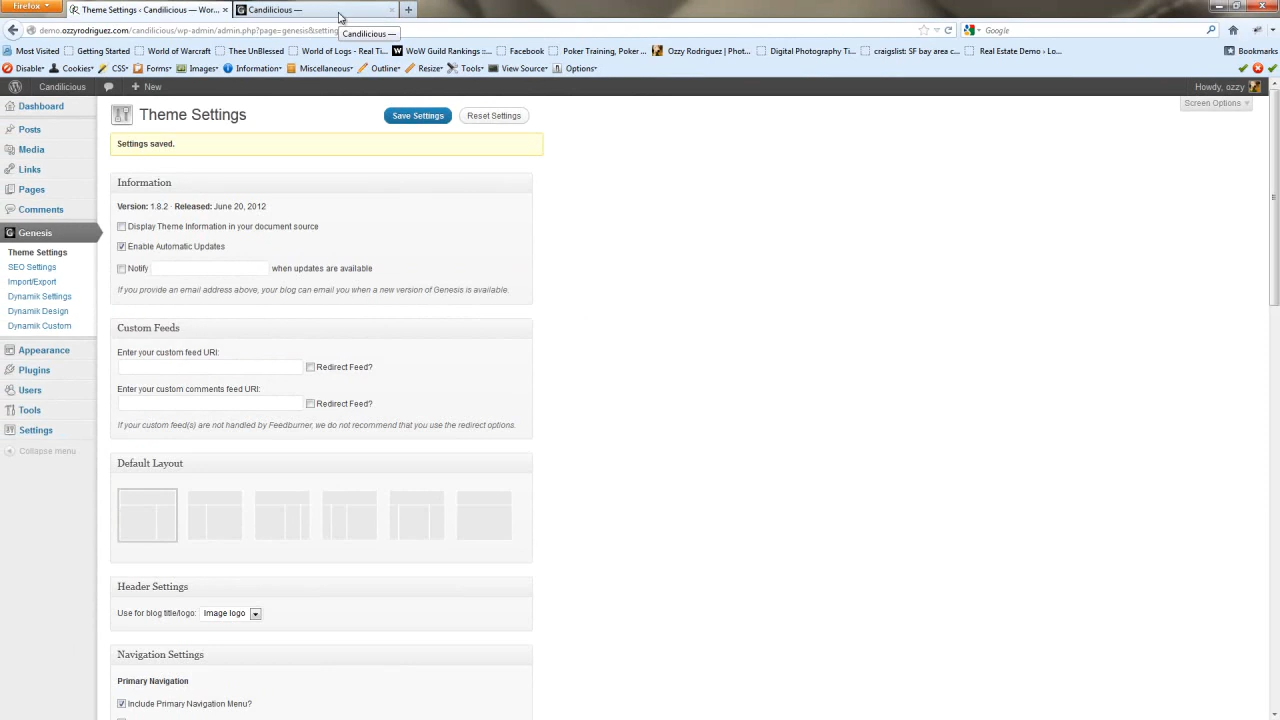 Firefox
Theme Settings ‹ Candilicious — Wor... ×
Candilicious — ×
demo.ozzyrodriguez.com/candilicious/wp-admin/admin.php?page=genesis&setting
Candilicious —
Google
Most Visited Getting Started World of Warcraft Thee UnBlessed World of Logs - Real Ti... WoW Guild Rankings ::... Facebook Poker Training, Poker ... Ozzy Rodriguez | Phot... Digital Photography Ti... craigslist: SF bay area c... Real Estate Demo › Lo... Bookmarks
Disable Cookies CSS Forms Images Information Miscellaneous Outline Resize Tools View Source Options
Candilicious + New Howdy, ozzy
Screen Options
Dashboard
Posts
Media
Links
Pages
Comments
Genesis
Theme Settings
SEO Settings
Import/Export
Dynamik Settings
Dynamik Design
Dynamik Custom
Appearance
Plugins
Users
Tools
Settings
Collapse menu
Theme Settings Save Settings Reset Settings
Settings saved.
Information
Version: 1.8.2 · Released: June 20, 2012
Display Theme Information in your document source
Enable Automatic Updates
Notify when updates are available
If you provide an email address above, your blog can email you when a new version of Genesis is available.
Custom Feeds
Enter your custom feed URI:
Redirect Feed?
Enter your custom comments feed URI:
Redirect Feed?
If your custom feed(s) are not handled by Feedburner, we do not recommend that you use the redirect options.
Default Layout
Header Settings
Use for blog title/logo: Image logo
Navigation Settings
Primary Navigation
Include Primary Navigation Menu?